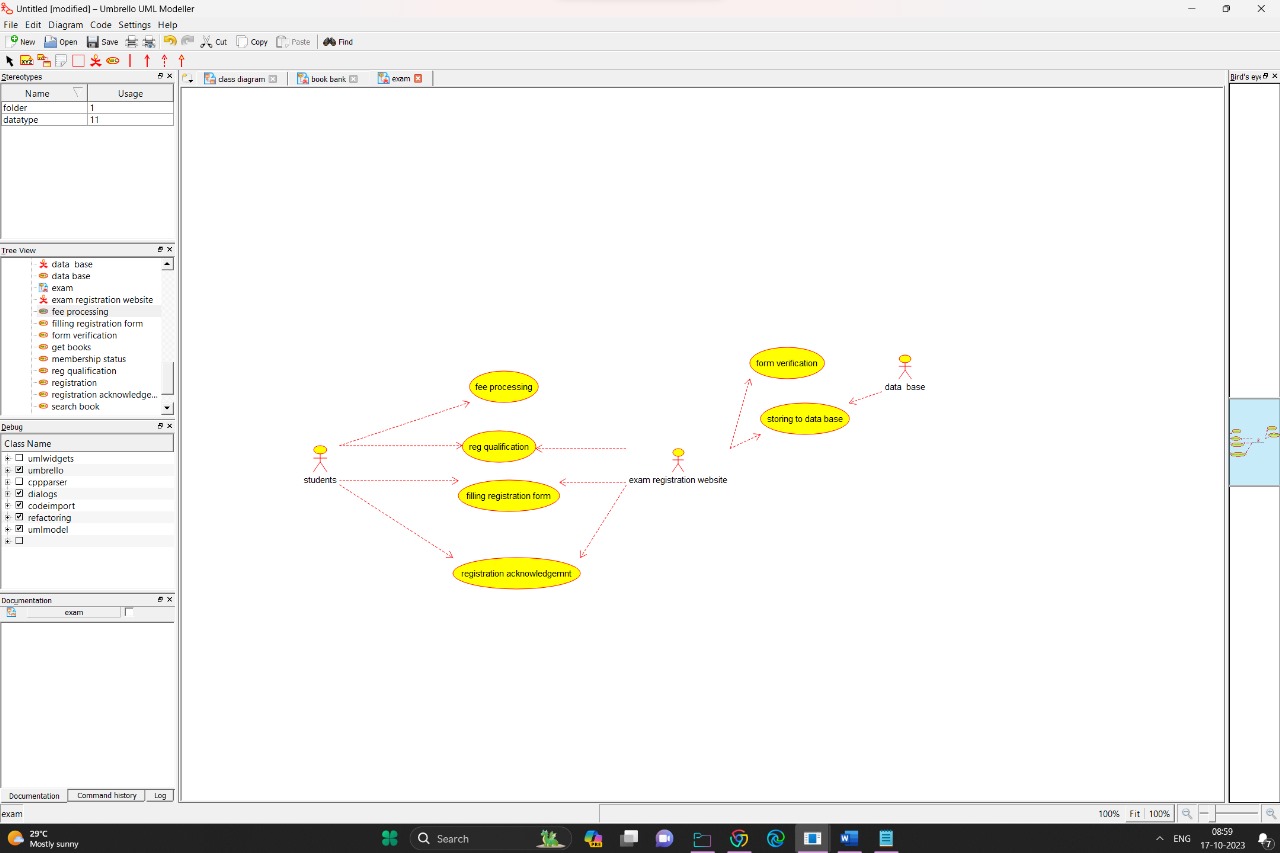 Untitled [modified] – Umbrello UML Modeller
File Edit Diagram Code Settings Help
New Open Save Cut Copy Paste Find
Stereotypes
Name Usage
folder 1
datatype 11
class diagram book bank exam
Bird's eye
Tree View
data base
data base
exam
exam registration website
fee processing
filling registration form
form verification
get books
membership status
reg qualification
registration
registration acknowledge...
search book
Debug
Class Name
umlwidgets
umbrello
cppparser
dialogs
codeimport
refactoring
umlmodel
Documentation
exam
Documentation Command history Log
form verification
data base
fee processing
storing to data base
reg qualification
students
exam registration website
filling registration form
registration acknowledgemnt
exam
100% Fit 100%
29°C
Mostly sunny
Search
ENG
08:59
17-10-2023
7